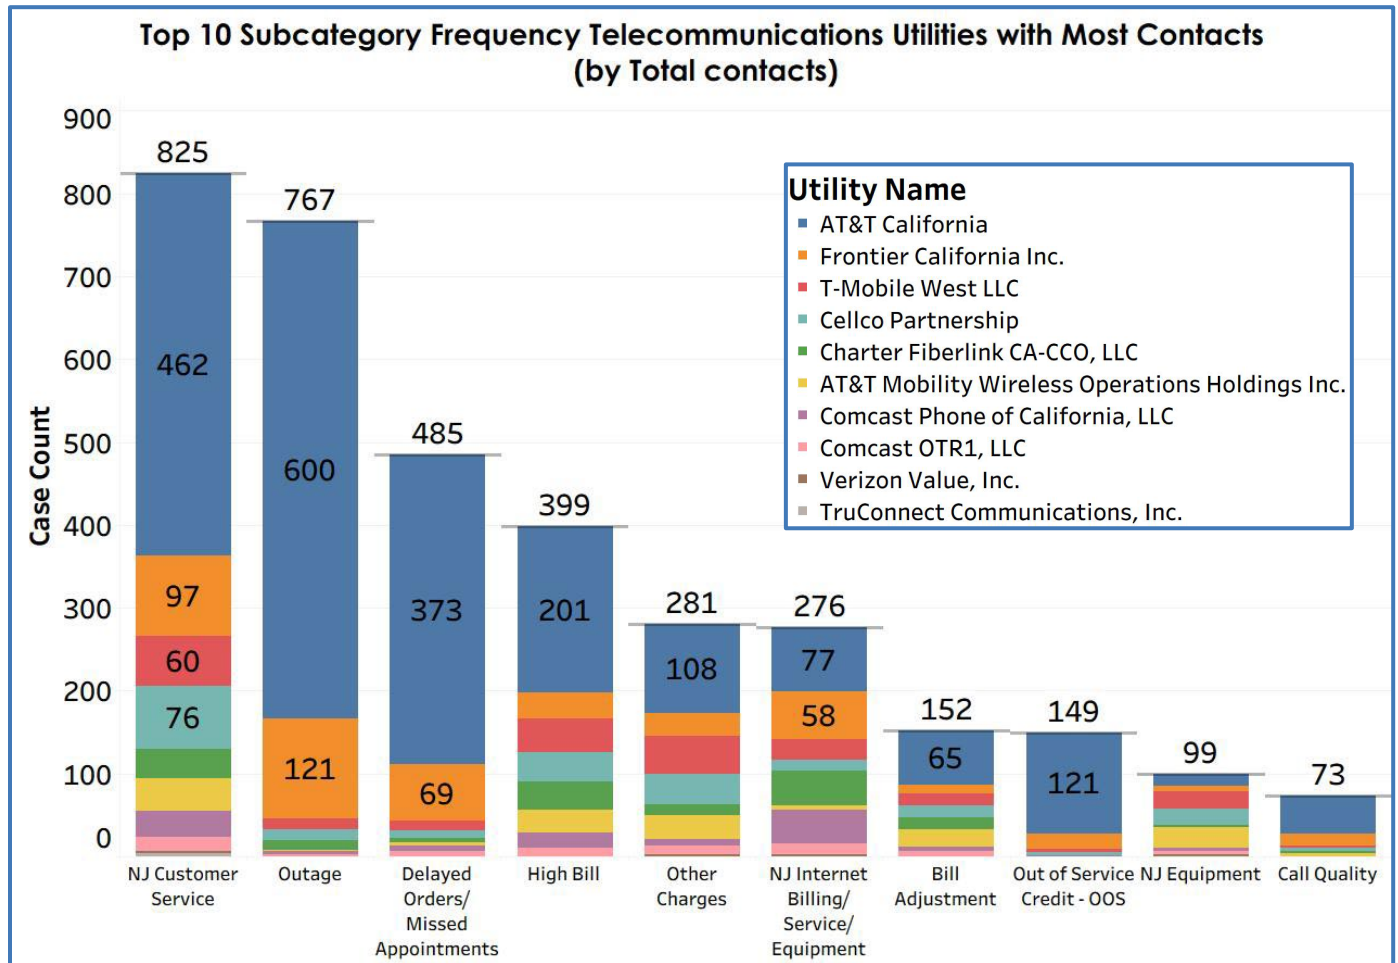 Top 10 Subcategory Frequency Telecommunications Utilities with Most Contacts
(by Total contacts)
Case Count
900
800
700
600
500
400
300
200
100
0
825
462
97
60
76
767
600
121
485
373
69
399
201
281
108
276
77
58
152
65
149
121
99
73
Utility Name
AT&T California
Frontier California Inc.
T-Mobile West LLC
Cellco Partnership
Charter Fiberlink CA-CCO, LLC
AT&T Mobility Wireless Operations Holdings Inc.
Comcast Phone of California, LLC
Comcast OTR1, LLC
Verizon Value, Inc.
TruConnect Communications, Inc.
NJ Customer
Service
Outage
Delayed
Orders/
Missed
Appointments
High Bill
Other
Charges
NJ Internet
Billing/
Service/
Equipment
Bill
Adjustment
Out of Service
Credit - OOS
NJ Equipment
Call Quality